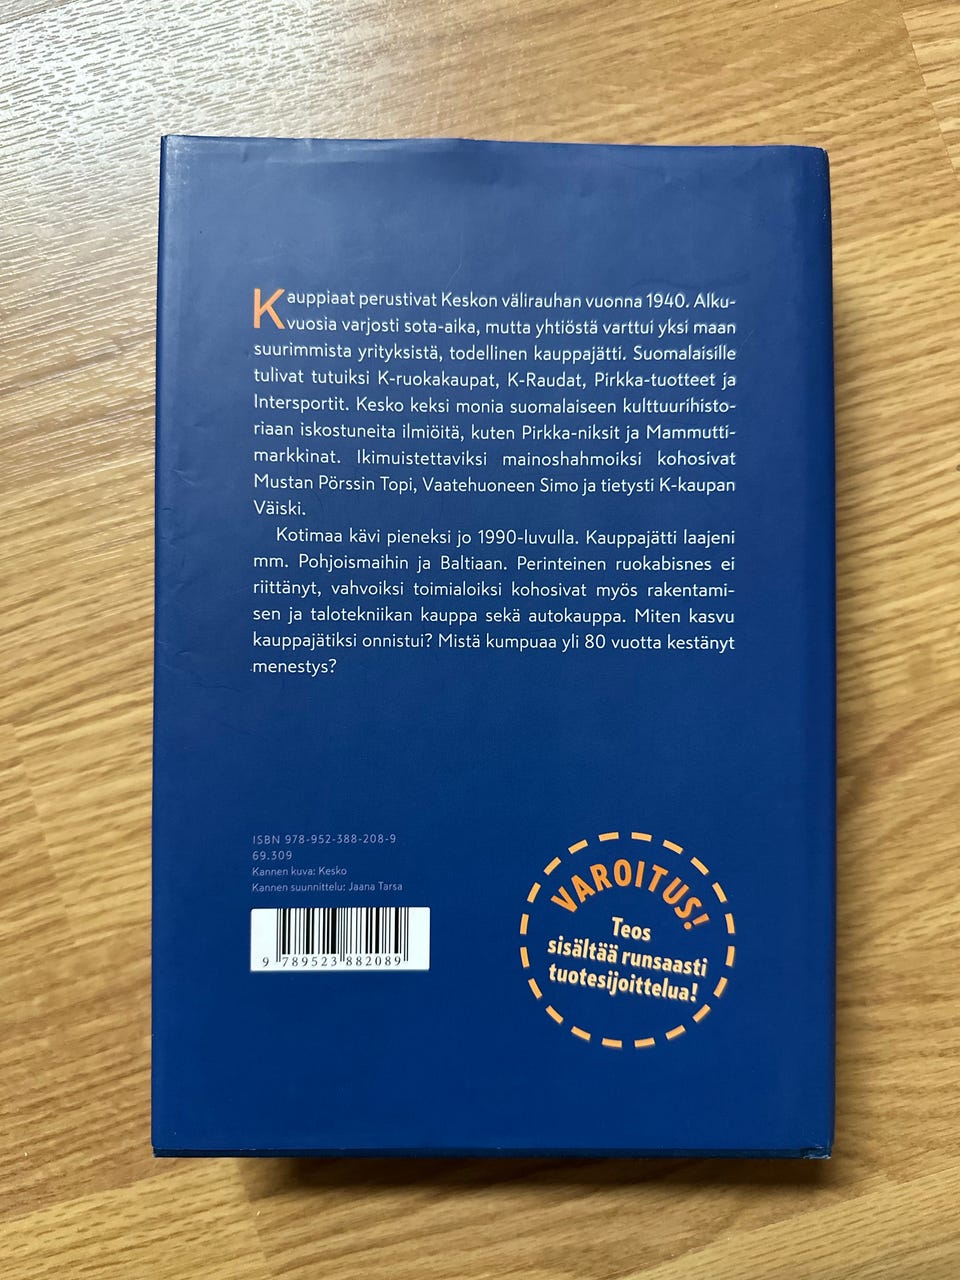 Kauppiaat perustivat Keskon välirauhan vuonna 1940. Alku-
vuosia varjosti sota-aika, mutta yhtiöstä varttui yksi maan
suurimmista yrityksistä, todellinen kauppajätti. Suomalaisille
tulivat tutuiksi K-ruokakaupat, K-Raudat, Pirkka-tuotteet ja
Intersportit. Kesko keksi monia suomalaiseen kulttuurihisto-
riaan iskostuneita ilmiöitä, kuten Pirkka-niksit ja Mammutti-
markkinat. Ikimuistettaviksi mainoshahmoiksi kohosivat
Mustan Pörssin Topi, Vaatehuoneen Simo ja tietysti K-kaupan
Väiski.
Kotimaa kävi pieneksi jo 1990-luvulla. Kauppajätti laajeni
mm. Pohjoismaihin ja Baltiaan. Perinteinen ruokabisnes ei
riittänyt, vahvoiksi toimialoiksi kohosivat myös rakentami-
sen ja talotekniikan kauppa sekä autokauppa. Miten kasvu
kauppajätiksi onnistui? Mistä kumpuaa yli 80 vuotta kestänyt
menestys?
ISBN 978-952-388-208-9
69.309
Kannen kuva: Kesko
Kannen suunnittelu: Jaana Tarsa
9 789523 882089
VAROITUS!
Teos
sisältää runsaasti
tuotesijoittelua!